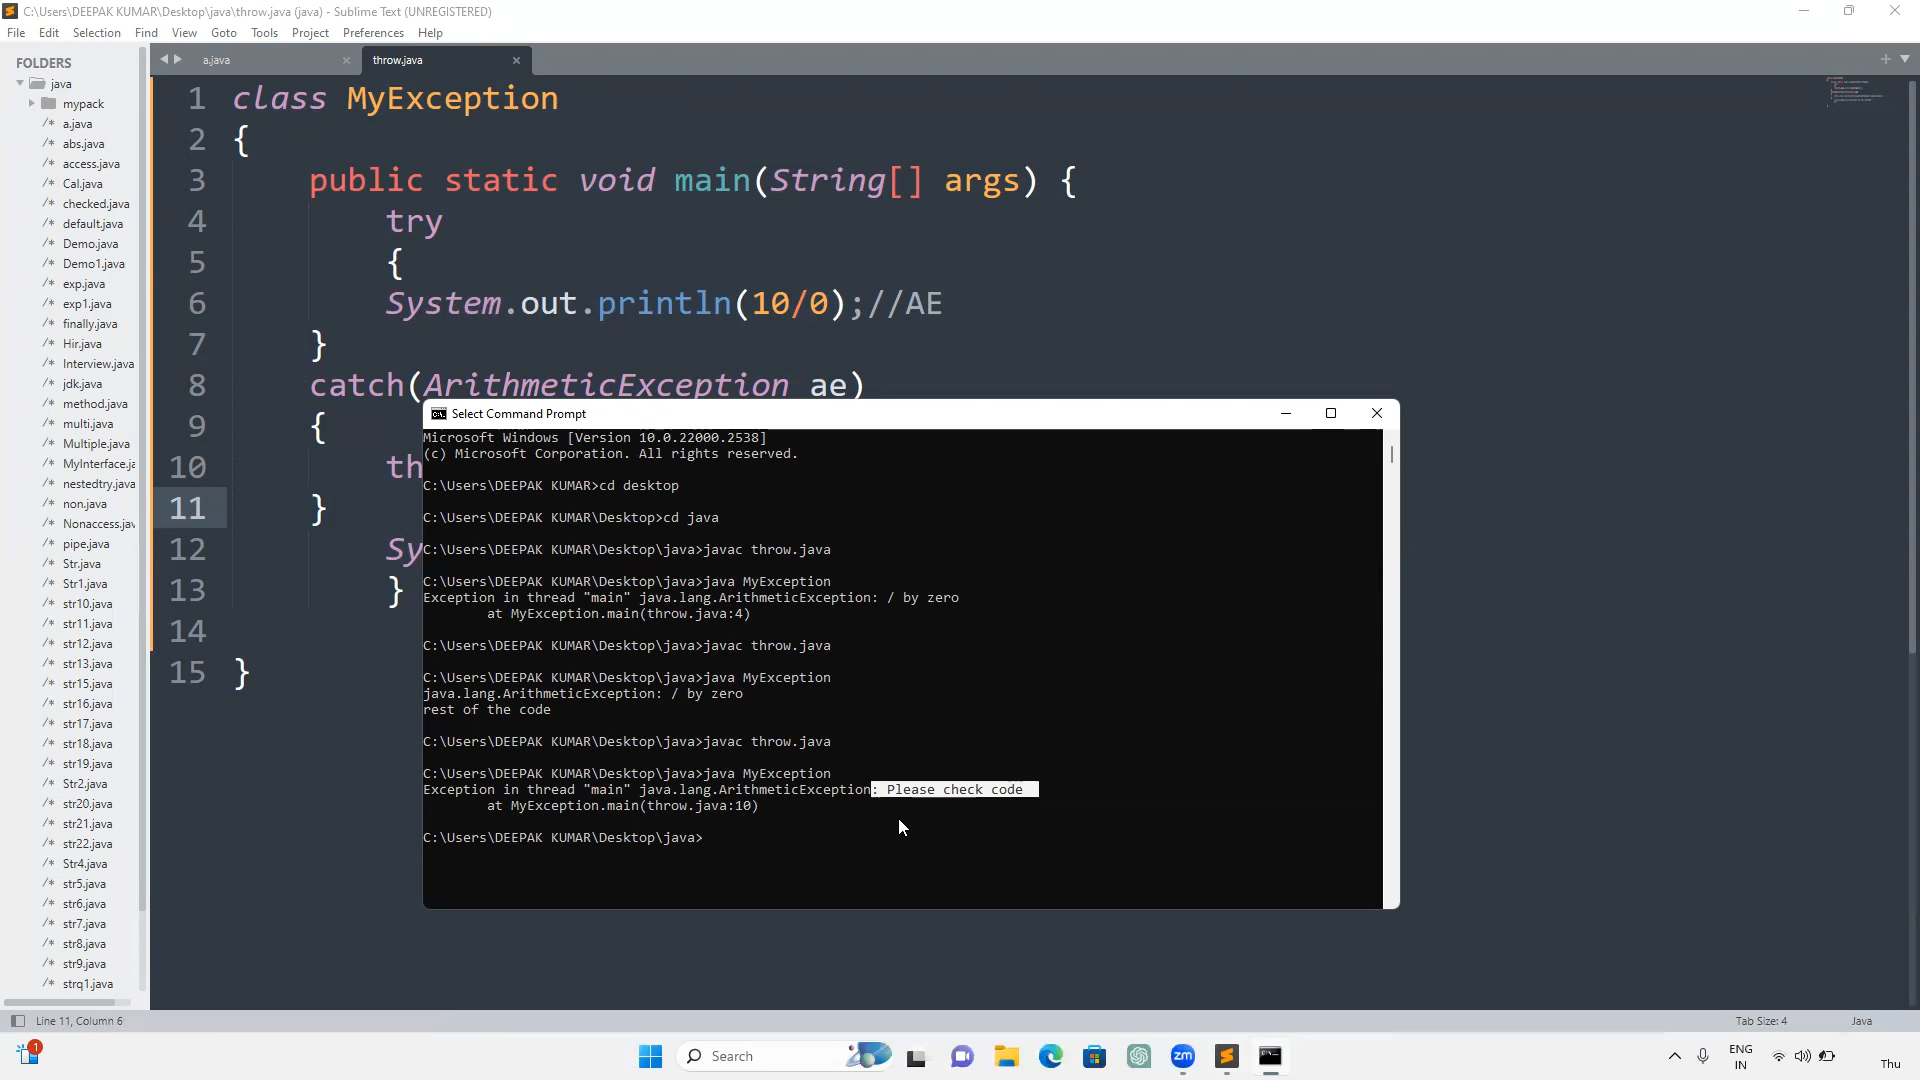 C:\Users\DEEPAK KUMAR\Desktop\java\throw.java (java) - Sublime Text (UNREGISTERED)
File Edit Selection Find View Goto Tools Project Preferences Help
FOLDERS
java
mypack
/* a.java
/* abs.java
/* access.java
/* Cal.java
/* checked.java
/* default.java
/* Demo.java
/* Demo1.java
/* exp.java
/* exp1.java
/* finally.java
/* Hir.java
/* Interview.java
/* jdk.java
/* method.java
/* multi.java
/* Multiple.java
/* MyInterface.ja
/* nestedtry.java
/* non.java
/* Nonaccess.jav
/* pipe.java
/* Str.java
/* Str1.java
/* str10.java
/* str11.java
/* str12.java
/* str13.java
/* str15.java
/* str16.java
/* str17.java
/* str18.java
/* str19.java
/* Str2.java
/* str20.java
/* str21.java
/* str22.java
/* Str4.java
/* str5.java
/* str6.java
/* str7.java
/* str8.java
/* str9.java
/* strq1.java
a.java
throw.java
1 class MyException
2 {
3 public static void main(String[] args) {
4 try
5 {
6 System.out.println(10/0);//AE
7 }
8 catch(ArithmeticException ae)
9 {
10 th
11 }
12 Sy
13 }
14
15 }
Select Command Prompt
Microsoft Windows [Version 10.0.22000.2538]
(c) Microsoft Corporation. All rights reserved.
C:\Users\DEEPAK KUMAR>cd desktop
C:\Users\DEEPAK KUMAR\Desktop>cd java
C:\Users\DEEPAK KUMAR\Desktop\java>javac throw.java
C:\Users\DEEPAK KUMAR\Desktop\java>java MyException
Exception in thread "main" java.lang.ArithmeticException: / by zero
at MyException.main(throw.java:4)
C:\Users\DEEPAK KUMAR\Desktop\java>javac throw.java
C:\Users\DEEPAK KUMAR\Desktop\java>java MyException
java.lang.ArithmeticException: / by zero
rest of the code
C:\Users\DEEPAK KUMAR\Desktop\java>javac throw.java
C:\Users\DEEPAK KUMAR\Desktop\java>java MyException
Exception in thread "main" java.lang.ArithmeticException: Please check code
at MyException.main(throw.java:10)
C:\Users\DEEPAK KUMAR\Desktop\java>
Line 11, Column 6
Tab Size: 4
Java
1
Search
zm
ENG
IN
Thu